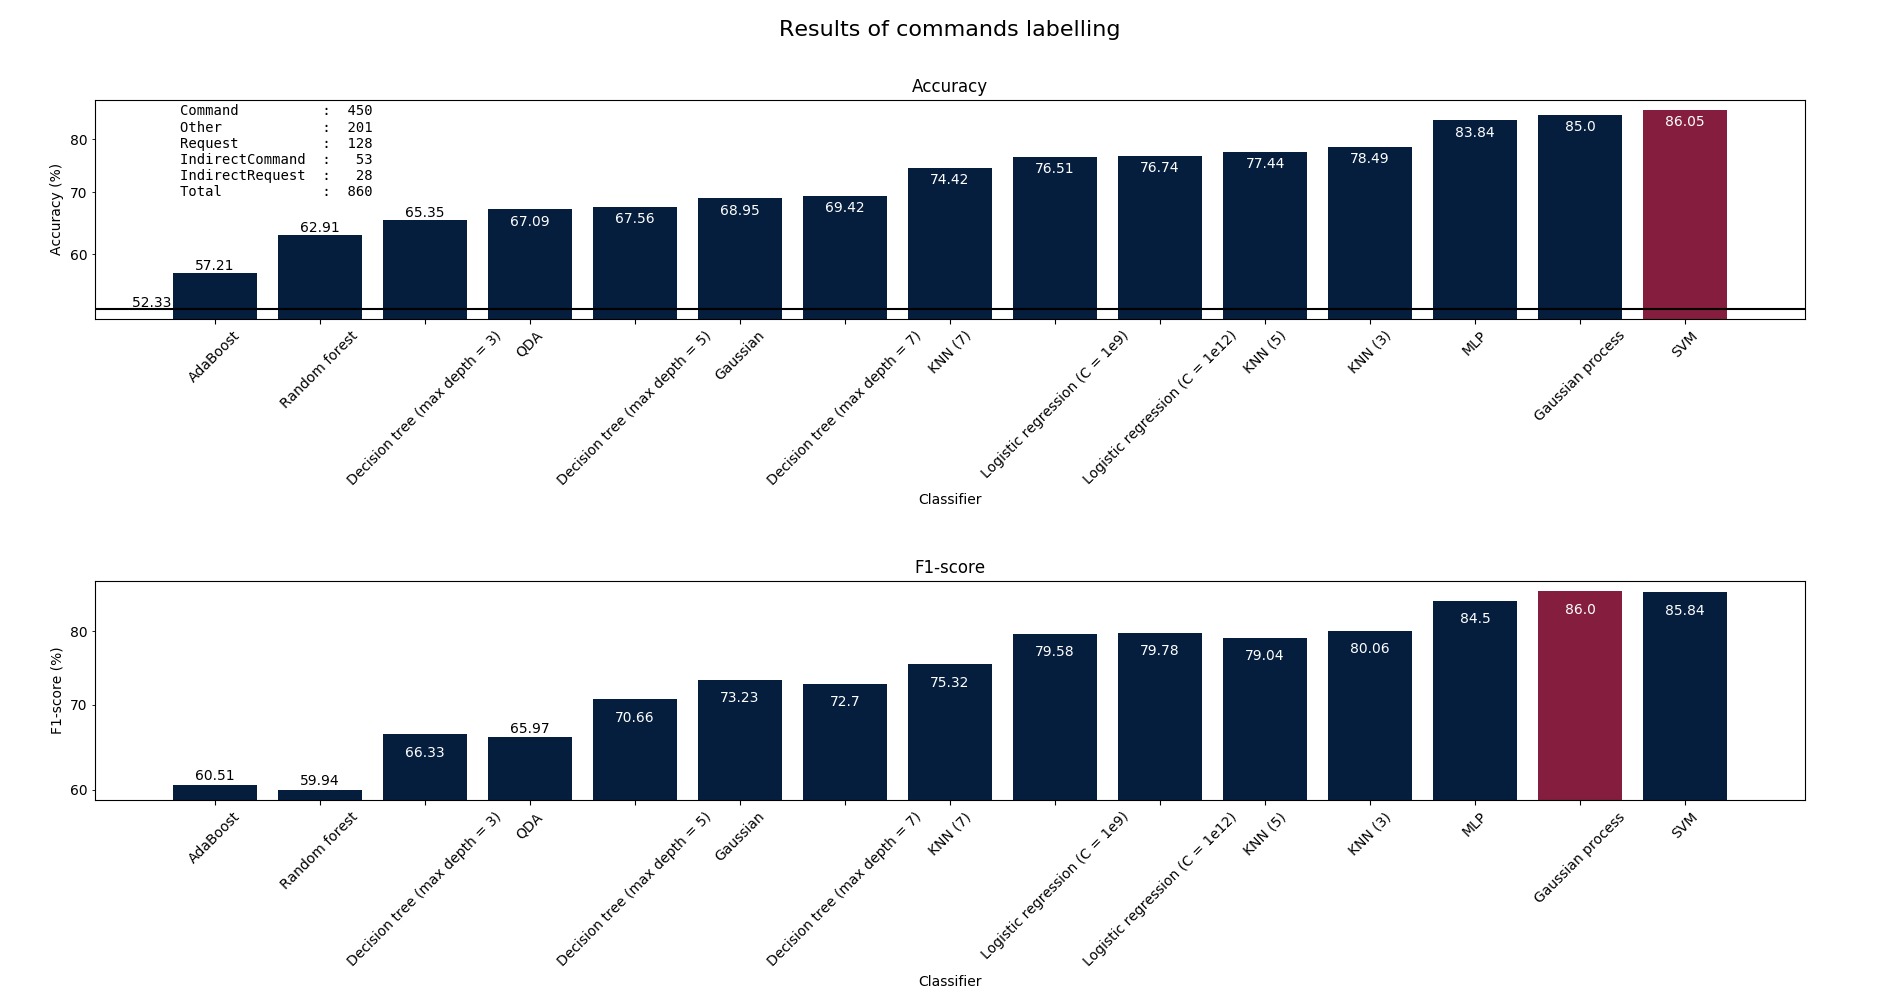 Results of commands labelling
Accuracy
Command          :  450
Other            :  201
Request          :  128
IndirectCommand  :   53
IndirectRequest  :   28
Total            :  860
Accuracy (%)
80
70
60
52.33
57.21
62.91
65.35
67.09
67.56
68.95
69.42
74.42
76.51
76.74
77.44
78.49
83.84
85.0
86.05
AdaBoost
Random forest
Decision tree (max depth = 3)
QDA
Decision tree (max depth = 5)
Gaussian
Decision tree (max depth = 7)
KNN (7)
Logistic regression (C = 1e9)
Logistic regression (C = 1e12)
KNN (5)
KNN (3)
MLP
Gaussian process
SVM
Classifier
F1-score
F1-score (%)
80
70
60
60.51
59.94
66.33
65.97
70.66
73.23
72.7
75.32
79.58
79.78
79.04
80.06
84.5
86.0
85.84
AdaBoost
Random forest
Decision tree (max depth = 3)
QDA
Decision tree (max depth = 5)
Gaussian
Decision tree (max depth = 7)
KNN (7)
Logistic regression (C = 1e9)
Logistic regression (C = 1e12)
KNN (5)
KNN (3)
MLP
Gaussian process
SVM
Classifier